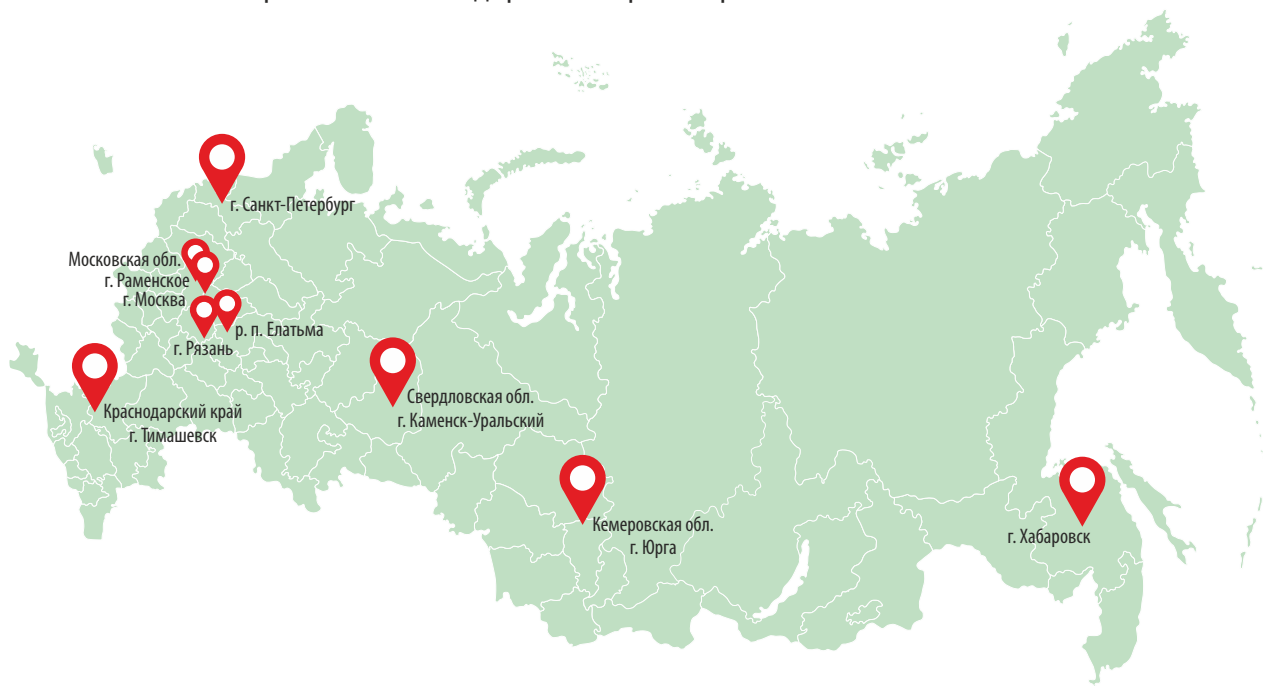 г. Санкт-Петербург
Московская обл.
г. Раменское
г. Москва
р. п. Елатьма
г. Рязань
Свердловская обл.
г. Каменск-Уральский
Краснодарский край
г. Тимашевск
Кемеровская обл.
г. Юрга
г. Хабаровск